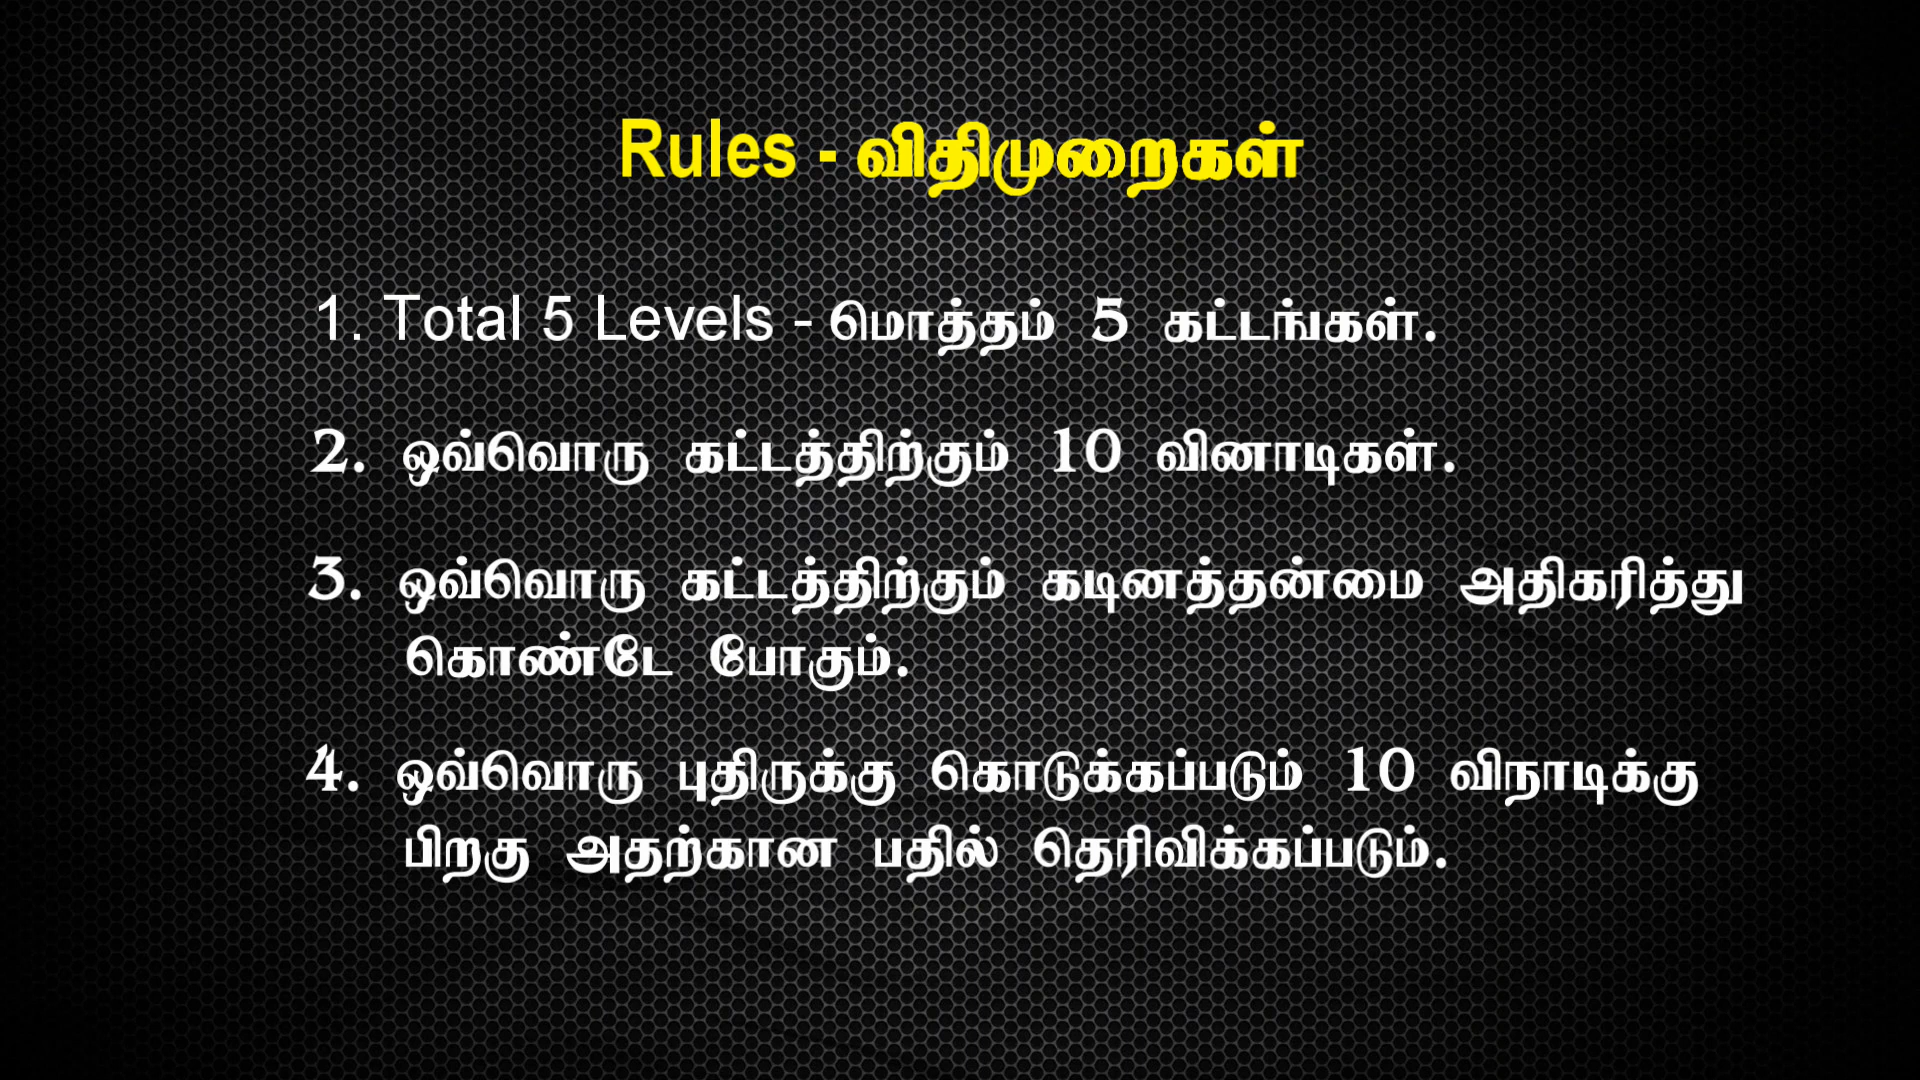 Rules - விதிமுறைகள்
1. Total 5 Levels - மொத்தம் 5 கட்டங்கள்.
2. ஒவ்வொரு கட்டத்திற்கும் 10 வினாடிகள்.
3. ஒவ்வொரு கட்டத்திற்கும் கடினத்தன்மை அதிகரித்து
கொண்டே போகும்.
4. ஒவ்வொரு புதிருக்கு கொடுக்கப்படும் 10 விநாடிக்கு
பிறகு அதற்கான பதில் தெரிவிக்கப்படும்.